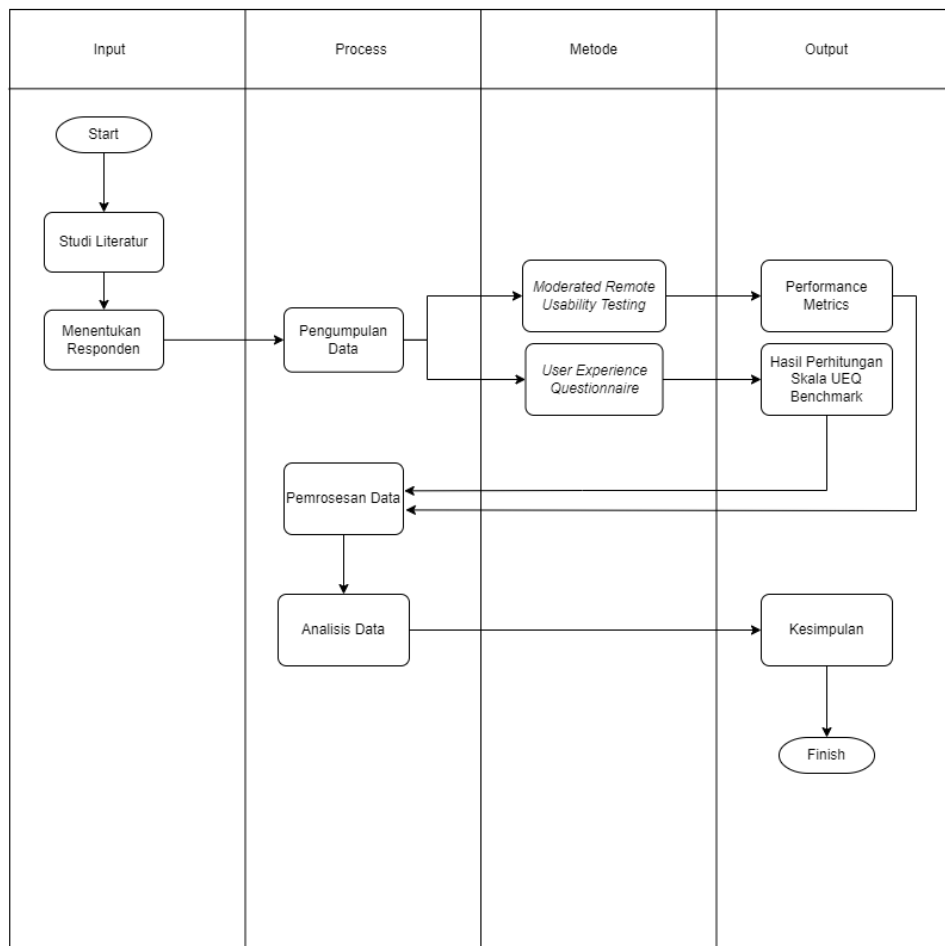 Input
Process
Metode
Output
Start
Studi Literatur
Menentukan
Responden
Pengumpulan
Data
Moderated Remote
Usability Testing
Performance
Metrics
User Experience
Questionnaire
Hasil Perhitungan
Skala UEQ
Benchmark
Pemrosesan Data
Analisis Data
Kesimpulan
Finish